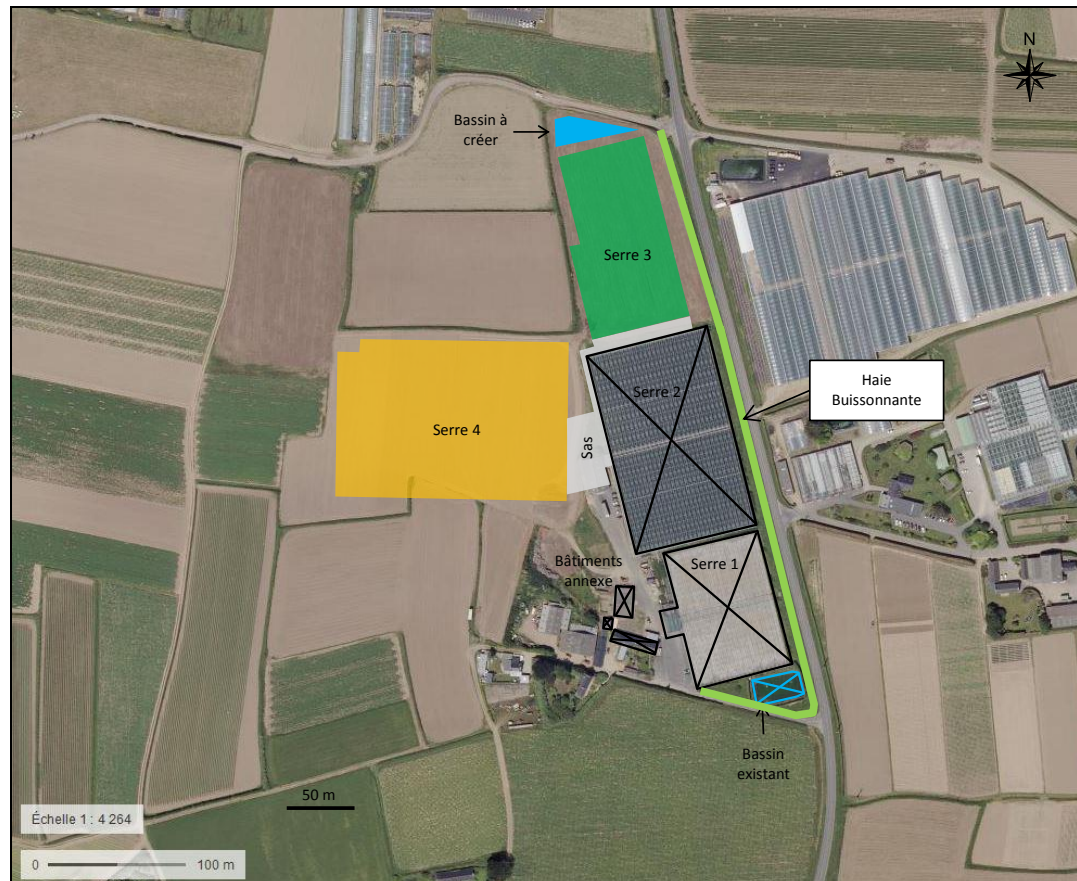 N
Bassin à
créer
Serre 3
Haie
Buissonnante
Serre 2
Serre 4
Sas
Serre 1
Bâtiments
annexe
Bassin
existant
50 m
Échelle 1 : 4 264
0 100 m